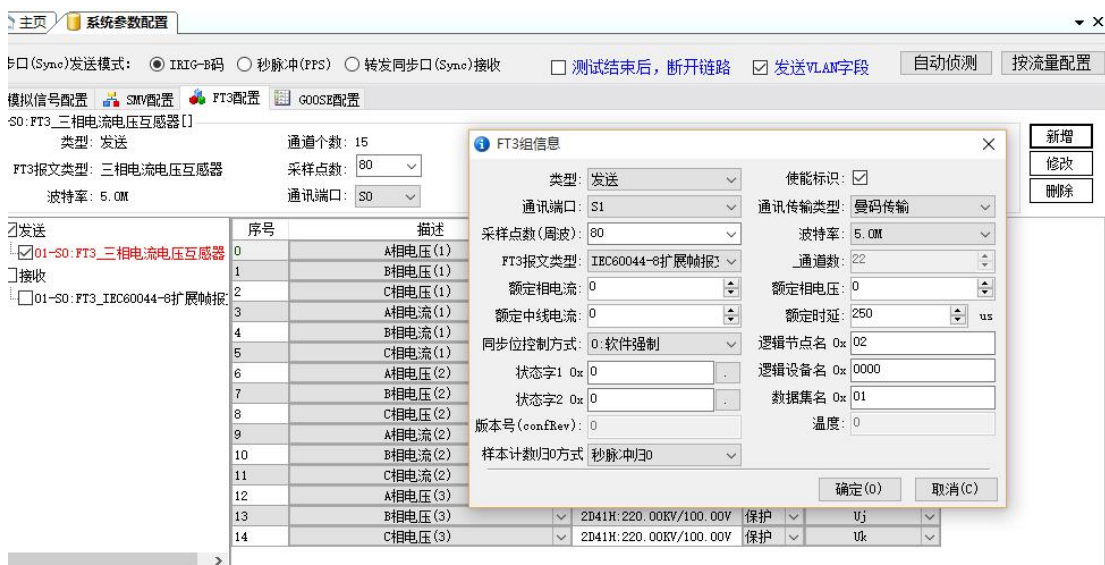 主页 系统参数配置
步口(Sync)发送模式: IRIG-B码 秒脉冲(PPS) 转发同步口(Sync)接收 测试结束后，断开链路 发送VLAN字段 自动侦测 按流量配置
模拟信号配置 SMV配置 FT3配置 GOOSE配置
S0:FT3_三相电流电压互感器[]
类型: 发送 通道个数: 15
FT3报文类型: 三相电流电压互感器 采样点数: 80
波特率: 5.0M 通讯端口: S0
新增
修改
删除
发送
01-S0:FT3_三相电流电压互感器
接收
01-S0:FT3_IEC60044-8扩展帧报
序号 描述
0 A相电压(1)
1 B相电压(1)
2 C相电压(1)
3 A相电流(1)
4 B相电流(1)
5 C相电流(1)
6 A相电压(2)
7 B相电压(2)
8 C相电压(2)
9 A相电流(2)
10 B相电流(2)
11 C相电流(2)
12 A相电压(3)
13 B相电压(3) 2D41H:220.00KV/100.00V 保护 Uj
14 C相电压(3) 2D41H:220.00KV/100.00V 保护 Uk
FT3组信息
类型: 发送 使能标识:
通讯端口: S1 通讯传输类型: 曼码传输
采样点数(周波): 80 波特率: 5.0M
FT3报文类型: IEC60044-8扩展帧报 _通道数: 22
额定相电流: 0 额定相电压: 0
额定中线电流: 0 额定时延: 250 us
同步位控制方式: 0:软件强制 逻辑节点名 0x 02
状态字1 0x 0 . 逻辑设备名 0x 0000
状态字2 0x 0 . 数据集名 0x 01
版本号(confRev): 0 温度: 0
样本计数归0方式 秒脉冲归0
确定(O) 取消(C)